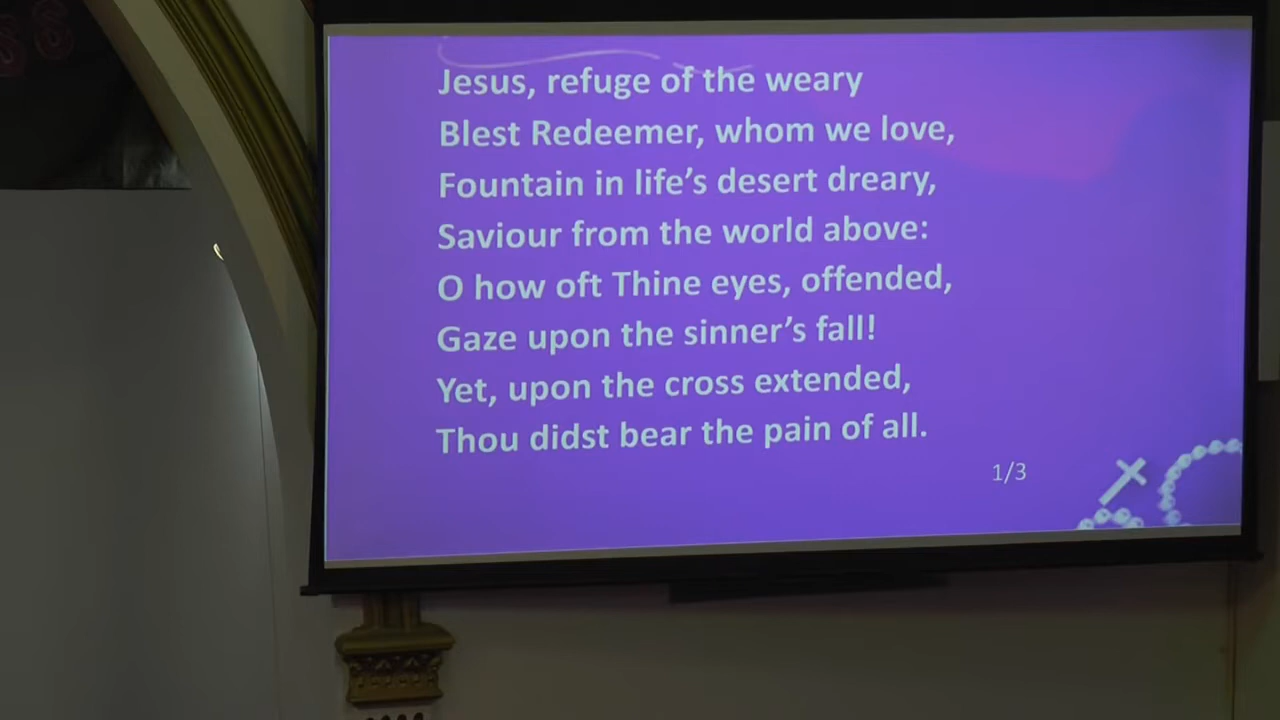 Jesus, refuge of the weary
Blest Redeemer, whom we love,
Fountain in life's desert dreary,
Saviour from the world above:
O how oft Thine eyes, offended,
Gaze upon the sinner's fall!
Yet, upon the cross extended,
Thou didst bear the pain of all.
1/3